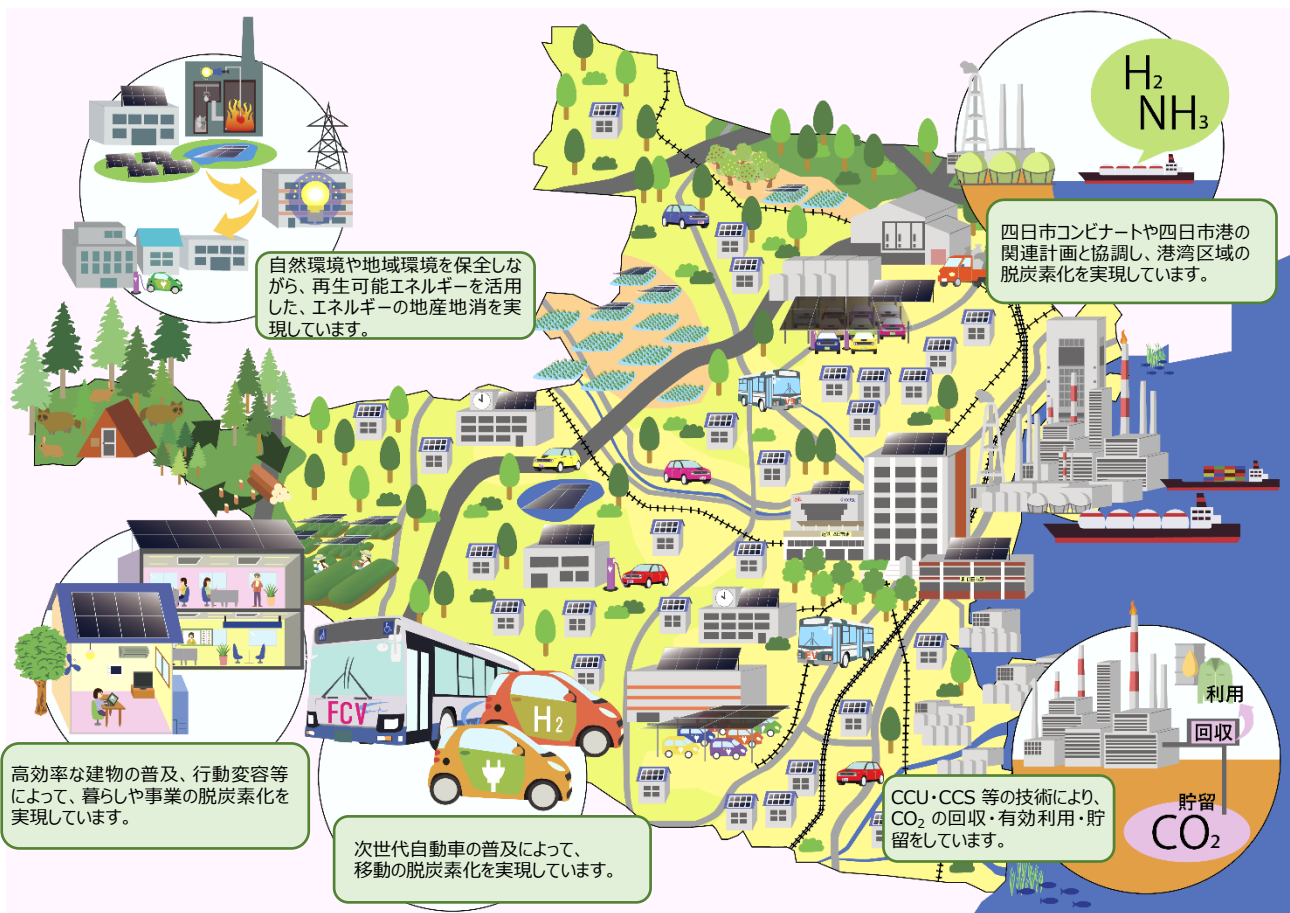 H₂
NH₃
四日市コンビナートや四日市港の
関連計画と協調し、港湾区域の
脱炭素化を実現しています。
自然環境や地域環境を保全しな
がら、再生可能エネルギーを活用
した、エネルギーの地産地消を実
現しています。
FCV
H₂
利用
回収
貯留
CO₂
高効率な建物の普及、行動変容等
によって、暮らしや事業の脱炭素化を
実現しています。
CCU・CCS 等の技術により、
CO₂ の回収・有効利用・貯
留をしています。
次世代自動車の普及によって、
移動の脱炭素化を実現しています。